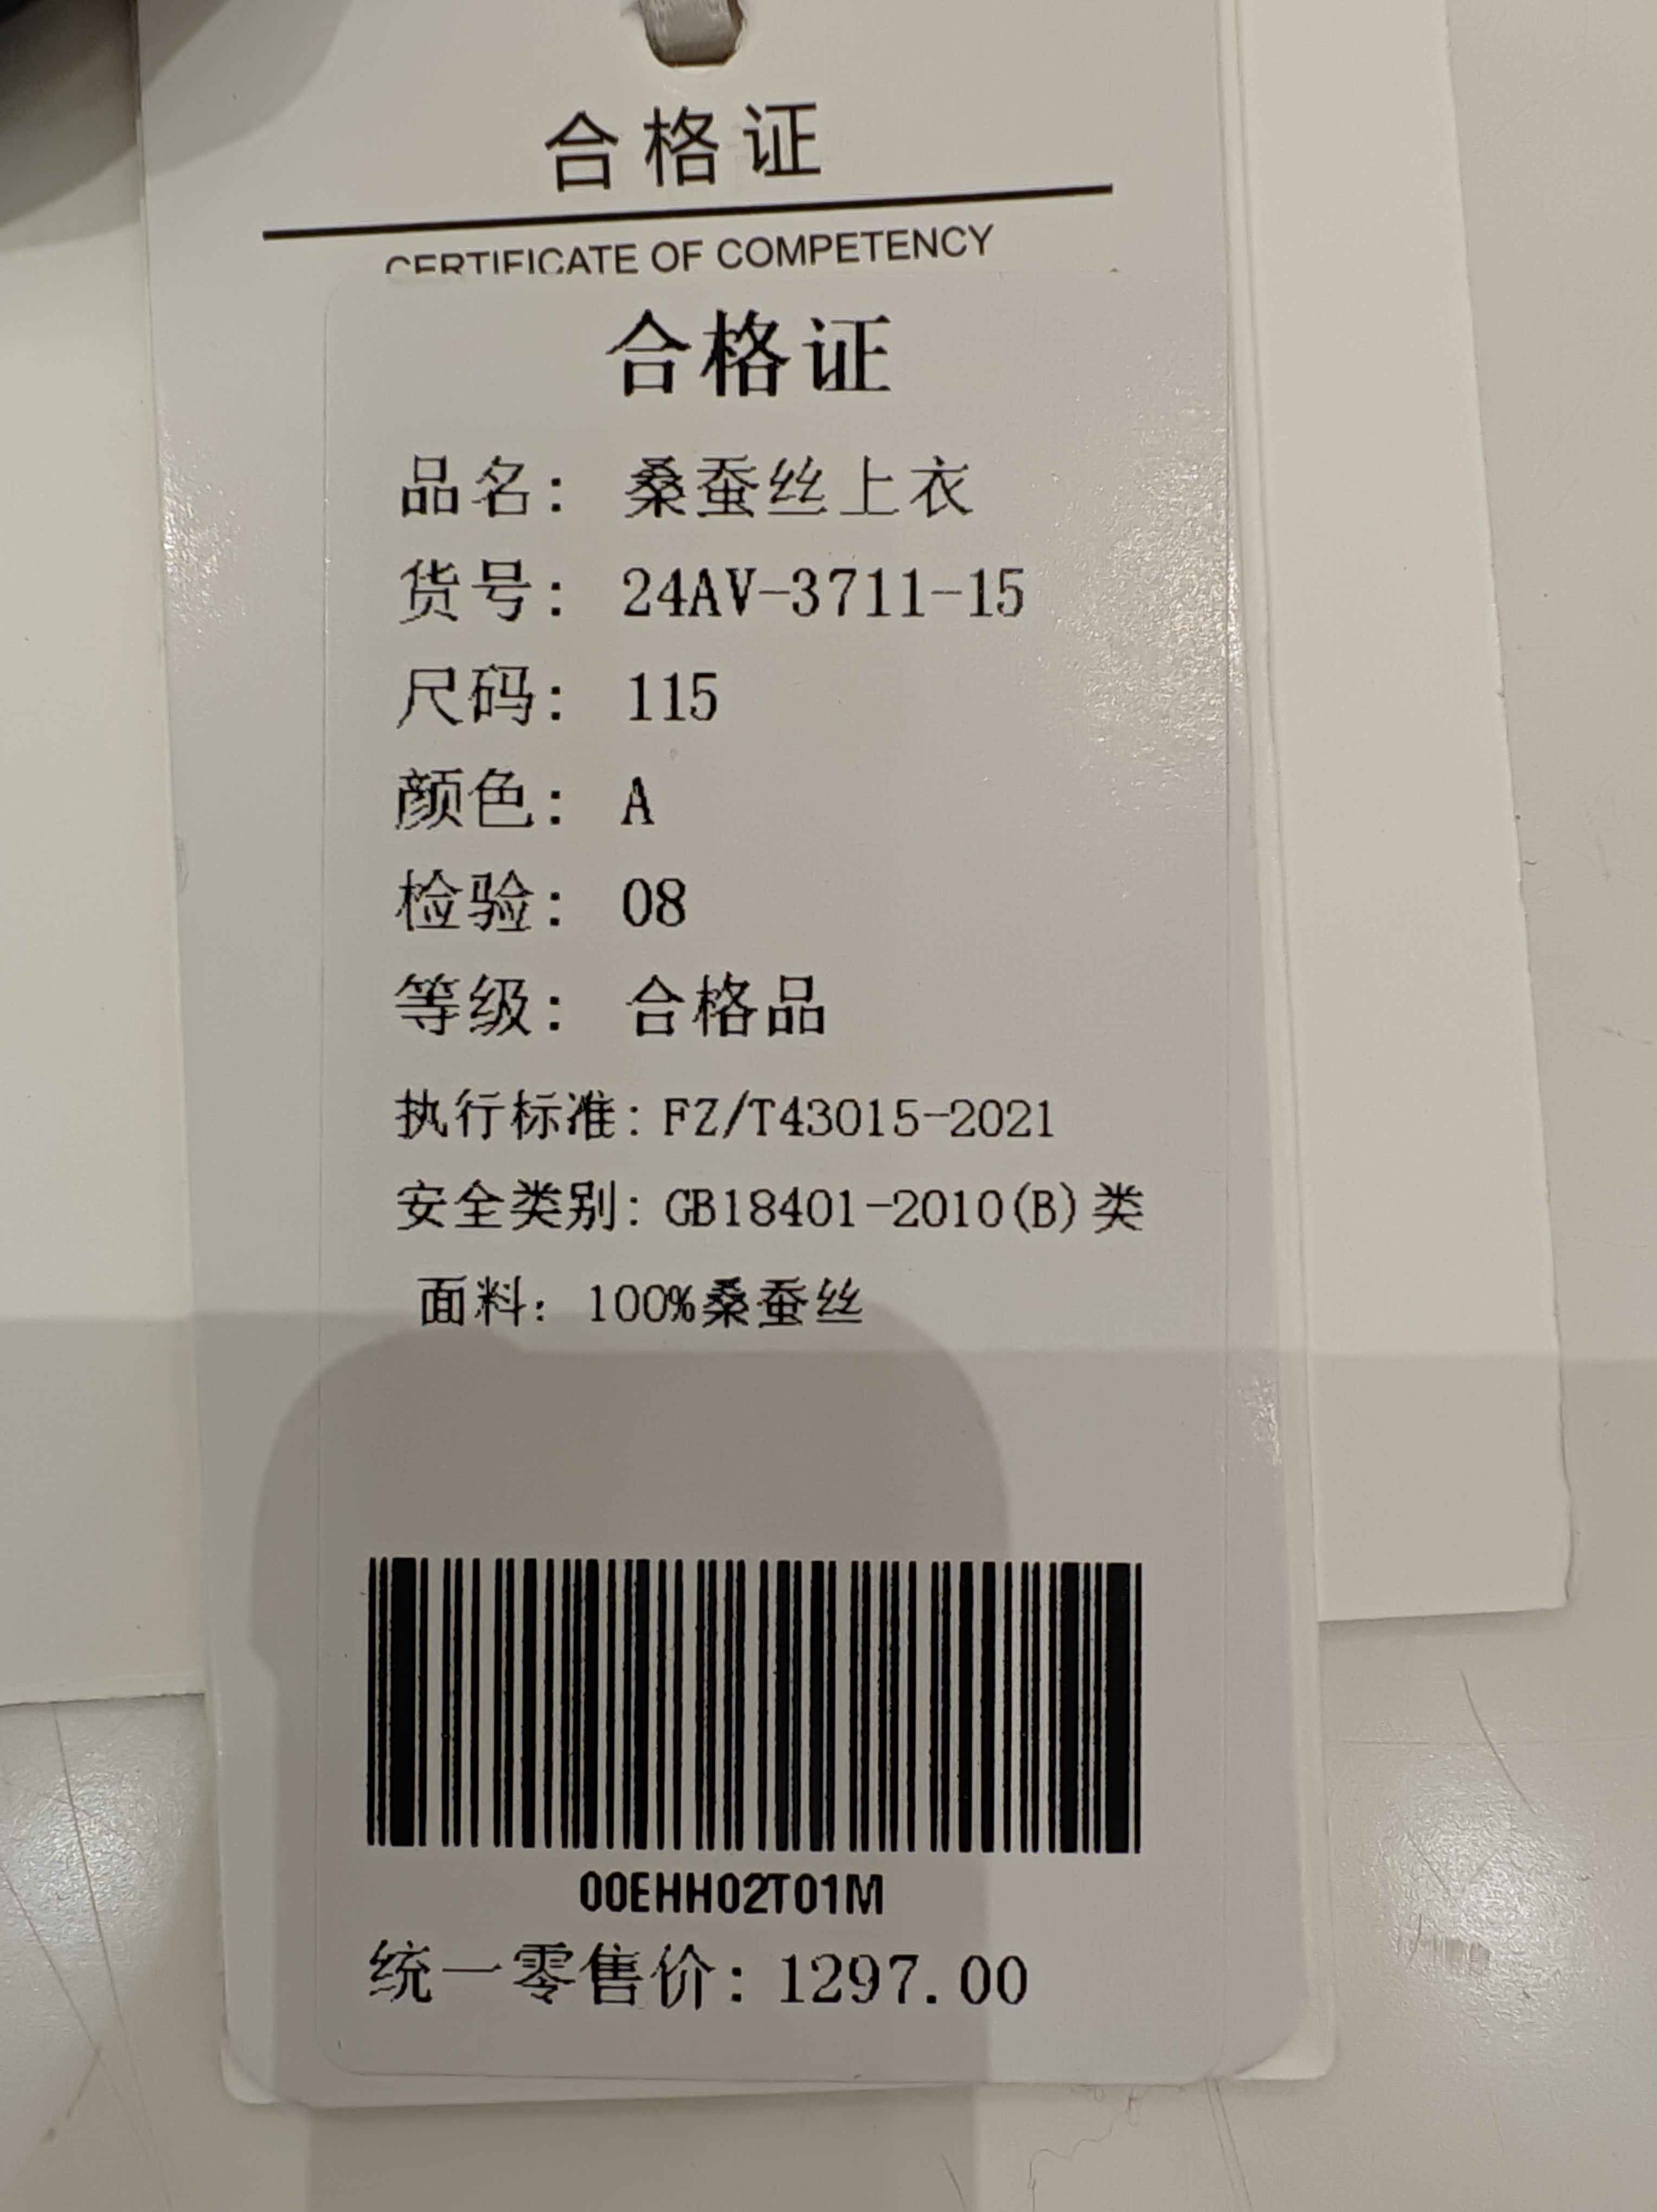 合格证
CERTIFICATE OF COMPETENCY
合格证
品名: 桑蚕丝上衣
货号: 24AV-3711-15
尺码: 115
颜色: A
检验: 08
等级: 合格品
执行标准: FZ/T43015-2021
安全类别: GB18401-2010(B)类
面料: 100%桑蚕丝
00EHH02T01M
统一零售价: 1297.00